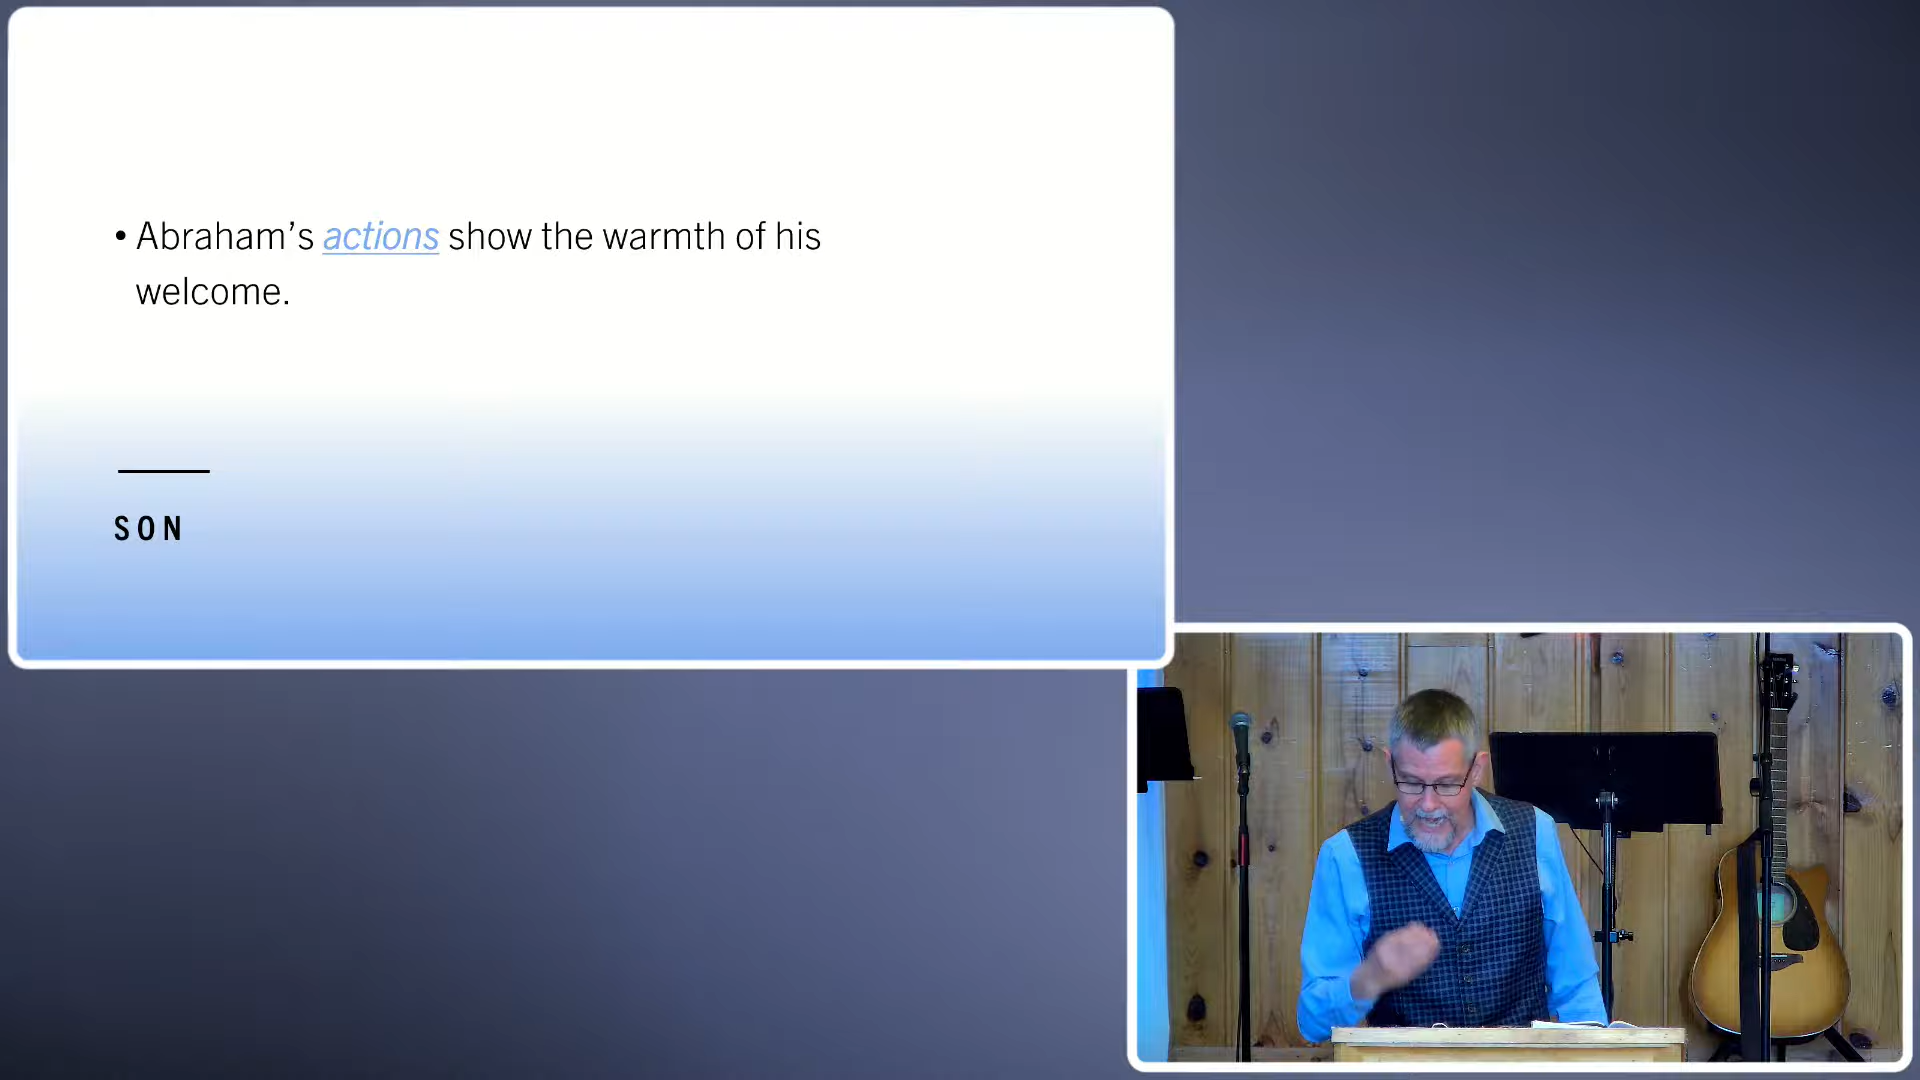 • Abraham’s actions show the warmth of his
welcome.
SON